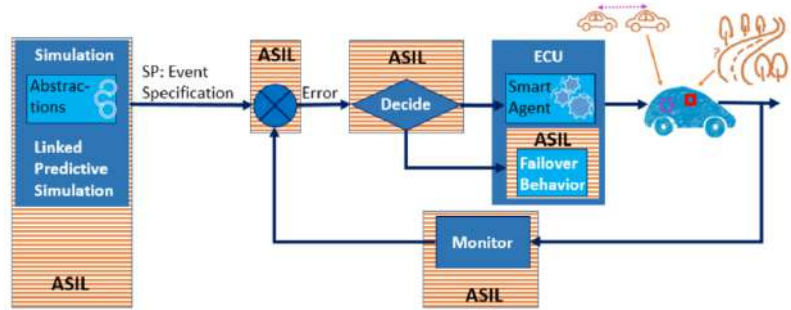 Simulation
Abstrac-
tions
Linked
Predictive
Simulation
ASIL
SP: Event
Specification
ASIL
Error
ASIL
Decide
ECU
Smart
Agent
ASIL
Failover
Behavior
Monitor
ASIL
?